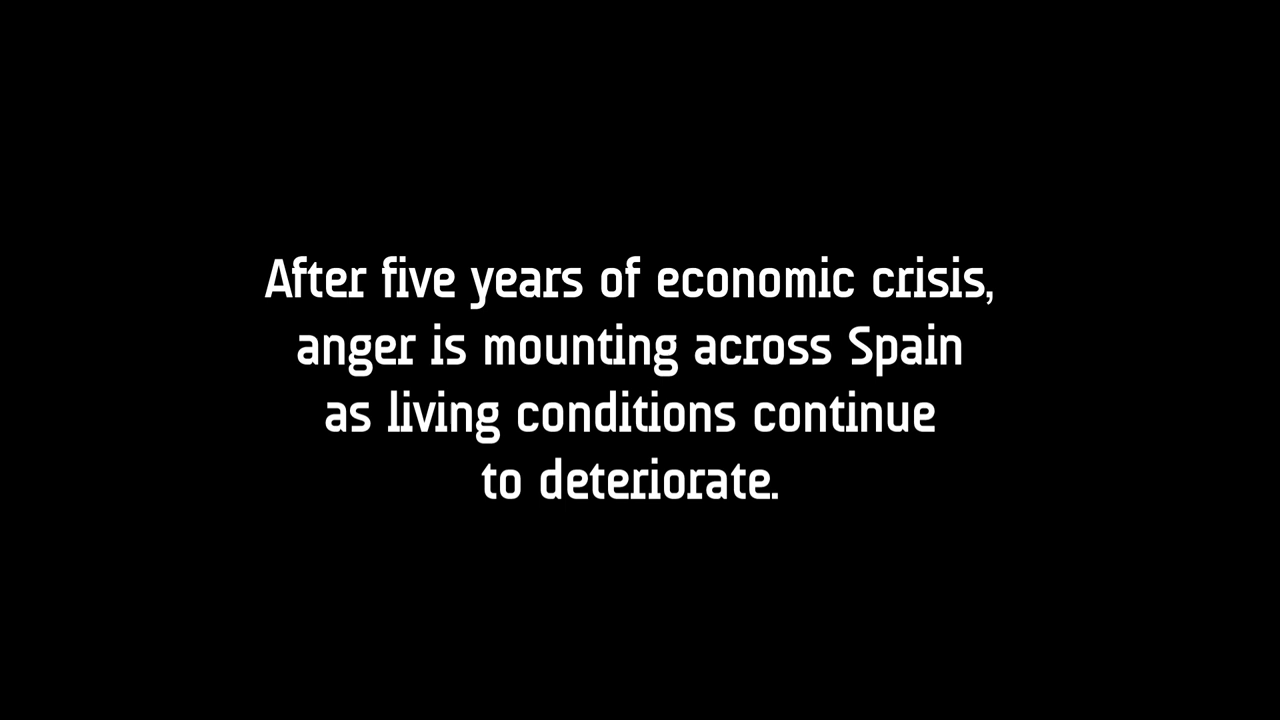 After five years of economic crisis,
anger is mounting across Spain
as living conditions continue
to deteriorate.